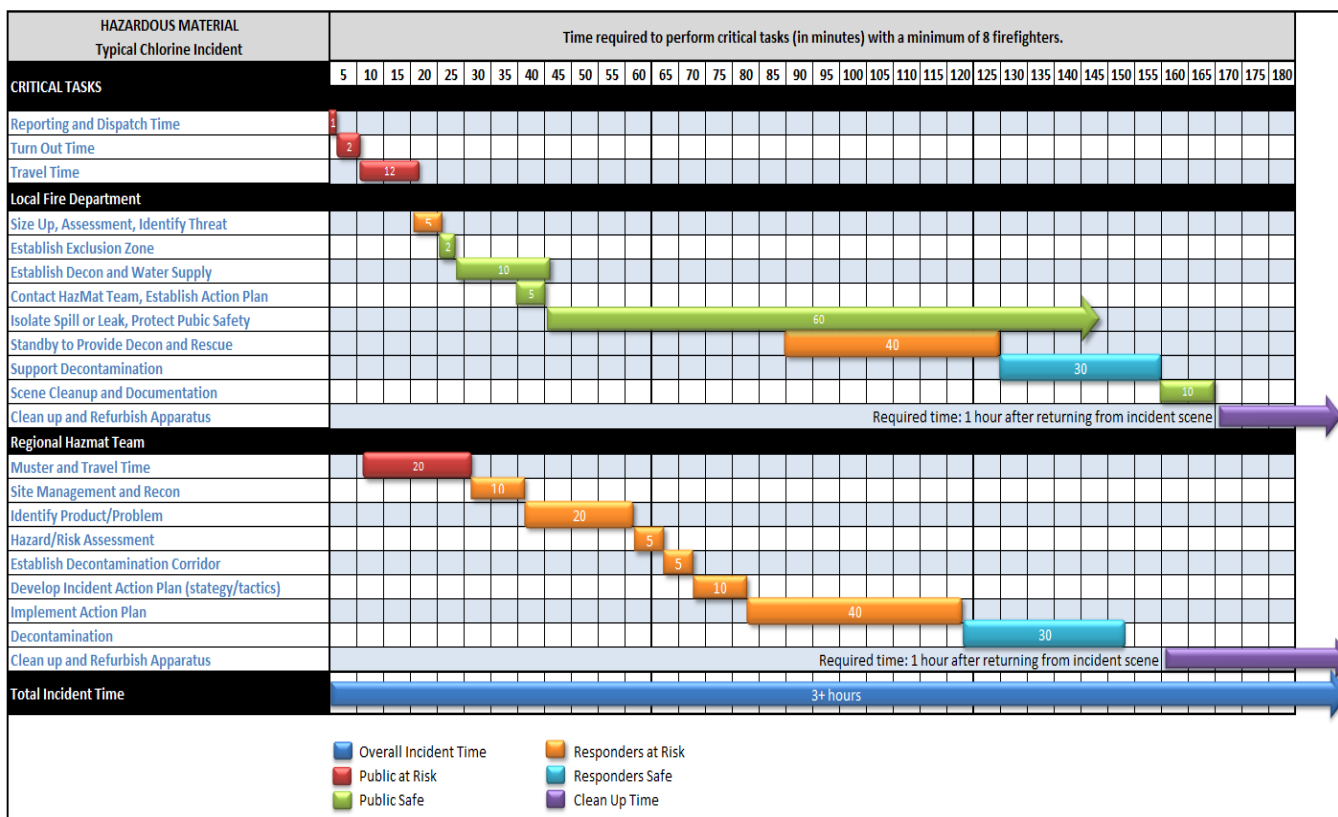 HAZARDOUS MATERIAL
Typical Chlorine Incident
Time required to perform critical tasks (in minutes) with a minimum of 8 firefighters.
5 10 15 20 25 30 35 40 45 50 55 60 65 70 75 80 85 90 95 100 105 110 115 120 125 130 135 140 145 150 155 160 165 170 175 180
CRITICAL TASKS
Reporting and Dispatch Time 1
Turn Out Time 2
Travel Time 12
Local Fire Department
Size Up, Assessment, Identify Threat 5
Establish Exclusion Zone 2
Establish Decon and Water Supply 10
Contact HazMat Team, Establish Action Plan 5
Isolate Spill or Leak, Protect Pubic Safety 60
Standby to Provide Decon and Rescue 40
Support Decontamination 30
Scene Cleanup and Documentation 10
Clean up and Refurbish Apparatus Required time: 1 hour after returning from incident scene
Regional Hazmat Team
Muster and Travel Time 20
Site Management and Recon 10
Identify Product/Problem 20
Hazard/Risk Assessment 5
Establish Decontamination Corridor 5
Develop Incident Action Plan (stategy/tactics) 10
Implement Action Plan 40
Decontamination 30
Clean up and Refurbish Apparatus Required time: 1 hour after returning from incident scene
Total Incident Time 3+ hours
Overall Incident Time Responders at Risk
Public at Risk Responders Safe
Public Safe Clean Up Time